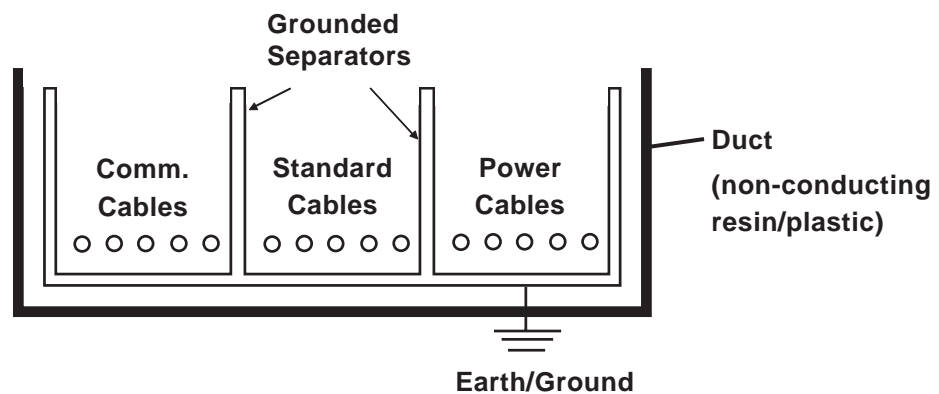 Grounded
Separators
Comm.
Cables
Standard
Cables
Power
Cables
Duct
(non-conducting
resin/plastic)
Earth/Ground